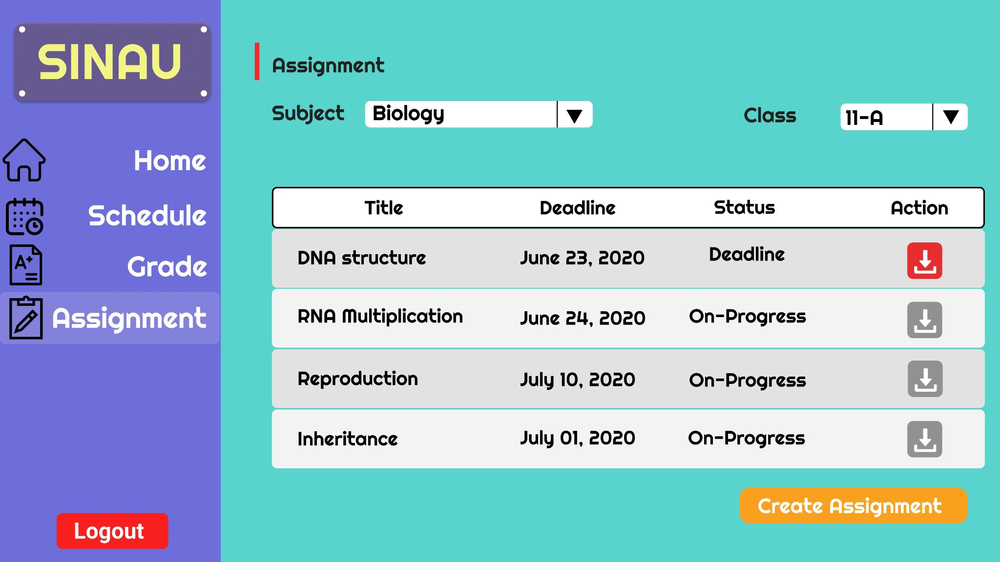 SINAU
Home
Schedule
A+
Grade
Assignment
Logout
Assignment
Subject Biology Class 11-A
Title Deadline Status Action
DNA structure June 23, 2020 Deadline
RNA Multiplication June 24, 2020 On-Progress
Reproduction July 10, 2020 On-Progress
Inheritance July 01, 2020 On-Progress
Create Assignment